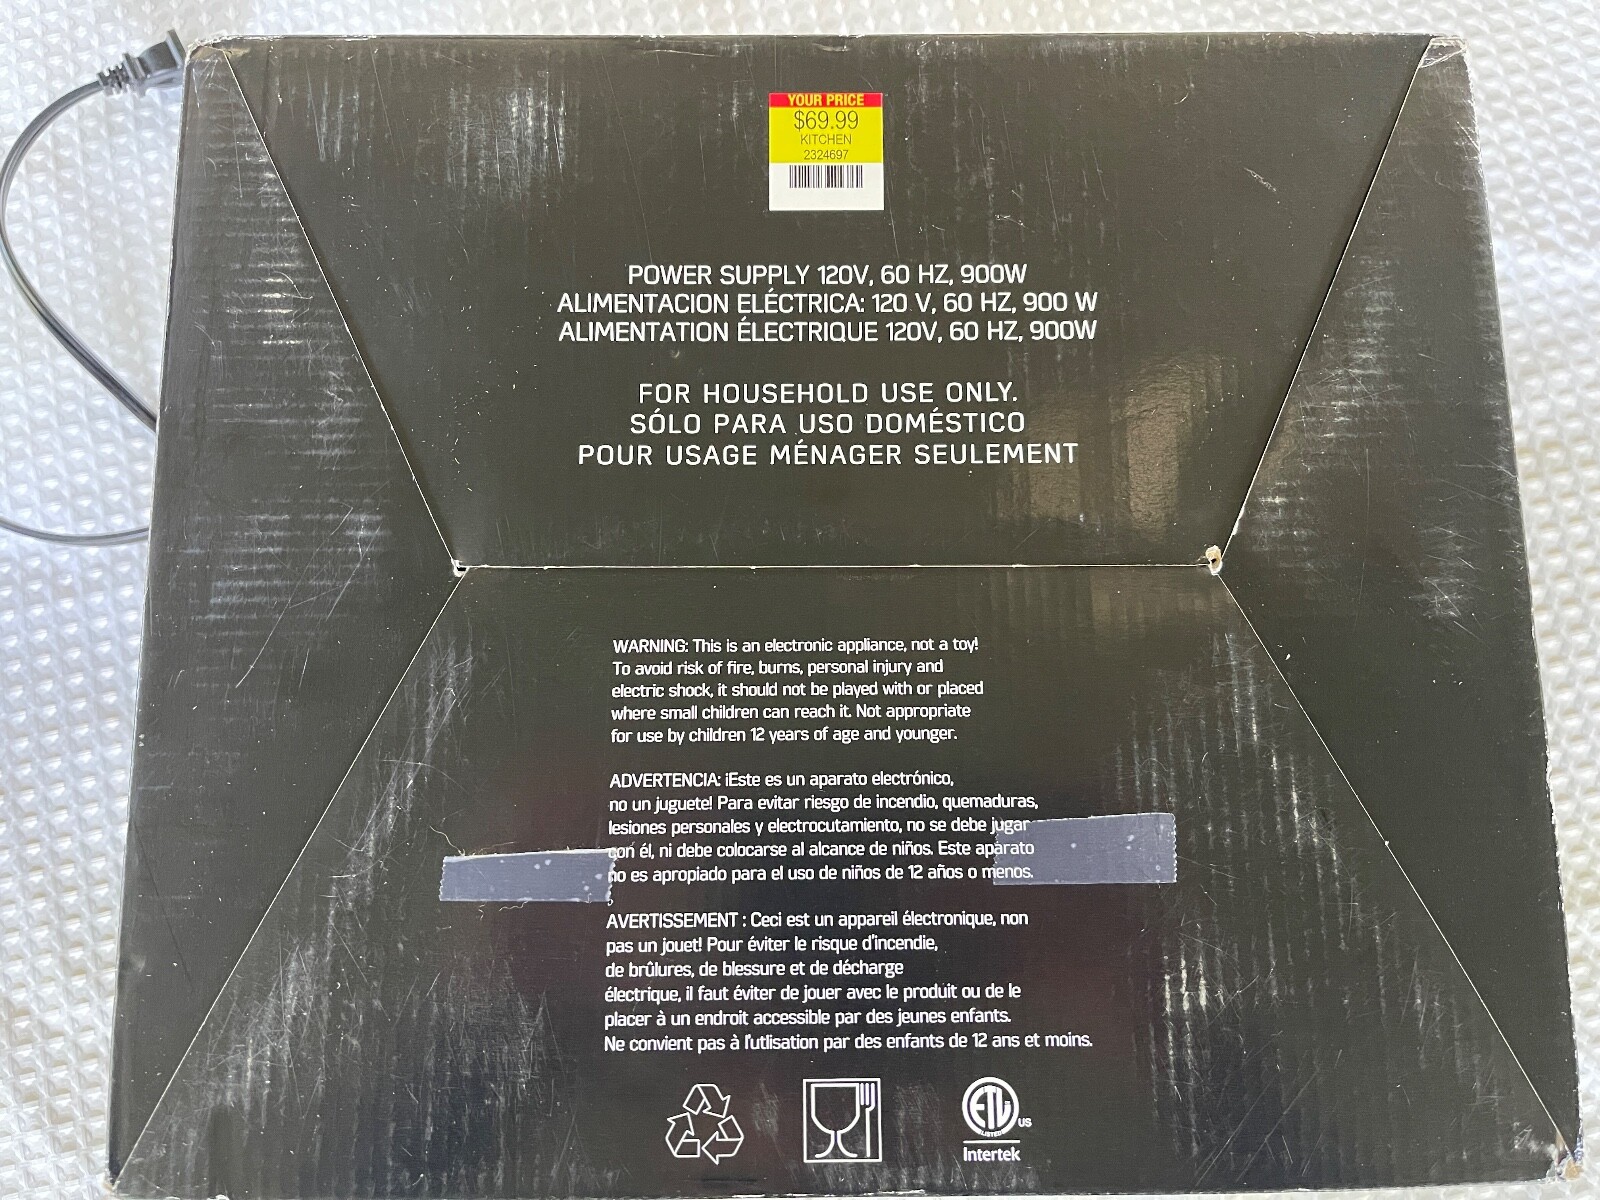 YOUR PRICE
$69.99
KITCHEN
2324697
POWER SUPPLY 120V, 60 HZ, 900W
ALIMENTACION ELÉCTRICA: 120 V, 60 HZ, 900 W
ALIMENTATION ÉLECTRIQUE 120V, 60 HZ, 900W
FOR HOUSEHOLD USE ONLY.
SÓLO PARA USO DOMÉSTICO
POUR USAGE MÉNAGER SEULEMENT
WARNING: This is an electronic appliance, not a toy!
To avoid risk of fire, burns, personal injury and
electric shock, it should not be played with or placed
where small children can reach it. Not appropriate
for use by children 12 years of age and younger.
ADVERTENCIA: ¡Este es un aparato electrónico,
no un juguete! Para evitar riesgo de incendio, quemaduras,
lesiones personales y electrocutamiento, no se debe jugar
con él, ni debe colocarse al alcance de niños. Este aparato
no es apropiado para el uso de niños de 12 años o menos.
AVERTISSEMENT : Ceci est un appareil électronique, non
pas un jouet! Pour éviter le risque d'incendie,
de brûlures, de blessure et de décharge
électrique, il faut éviter de jouer avec le produit ou de le
placer à un endroit accessible par des jeunes enfants.
Ne convient pas à l'utlisation par des enfants de 12 ans et moins.
ETL US
LISTED
Intertek